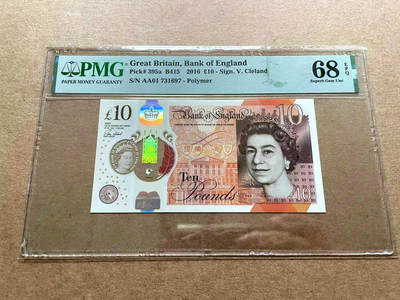 PMG
PAPER MONEY GUARANTY
Great Britain, Bank of England
Pick# 395a B415 2016 £10 - Sign. V. Cleland
S/N AA01 731697 - Polymer
68 EPQ
Superb Gem Unc
£10
Bank of England
10
Ten
Pounds
10